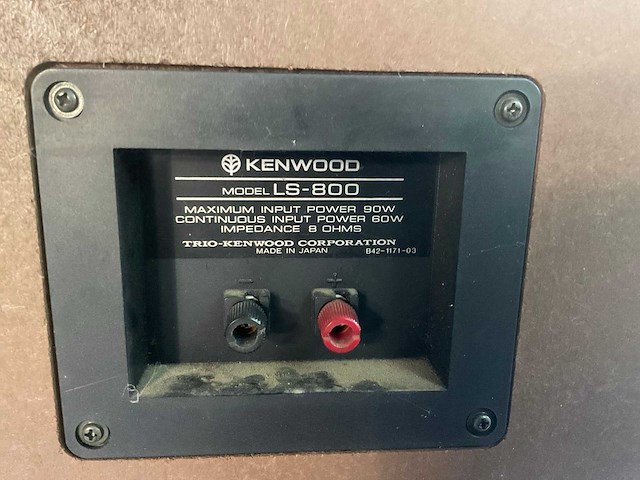 KENWOOD
MODEL LS-800
MAXIMUM INPUT POWER 90W
CONTINUOUS INPUT POWER 60W
IMPEDANCE 8 OHMS
TRIO-KENWOOD CORPORATION
MADE IN JAPAN B42-1171-03
- +